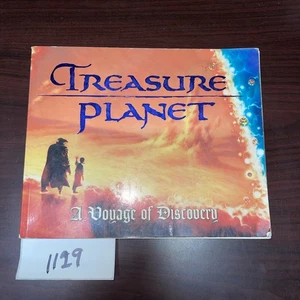 TREASURE
PLANET
A Voyage of Discovery
1129